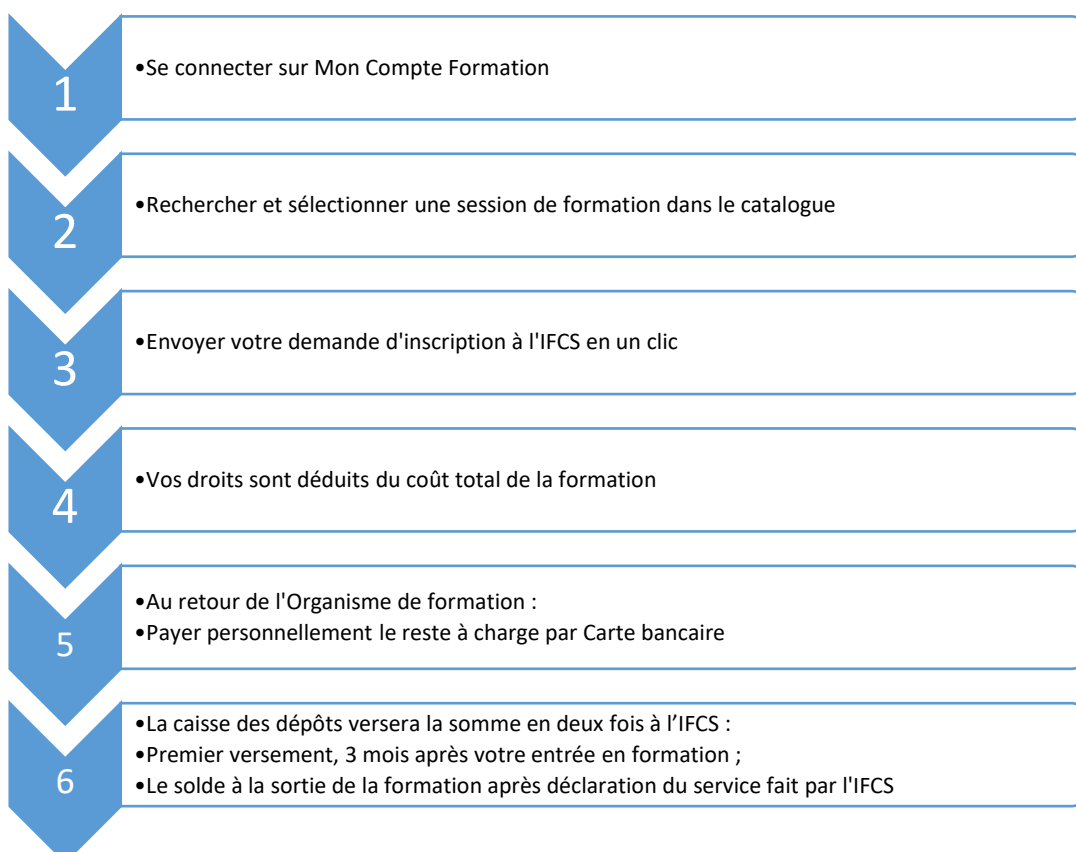 1
•Se connecter sur Mon Compte Formation
2
•Rechercher et sélectionner une session de formation dans le catalogue
3
•Envoyer votre demande d'inscription à l'IFCS en un clic
4
•Vos droits sont déduits du coût total de la formation
5
•Au retour de l'Organisme de formation :
•Payer personnellement le reste à charge par Carte bancaire
6
•La caisse des dépôts versera la somme en deux fois à l’IFCS :
•Premier versement, 3 mois après votre entrée en formation ;
•Le solde à la sortie de la formation après déclaration du service fait par l'IFCS